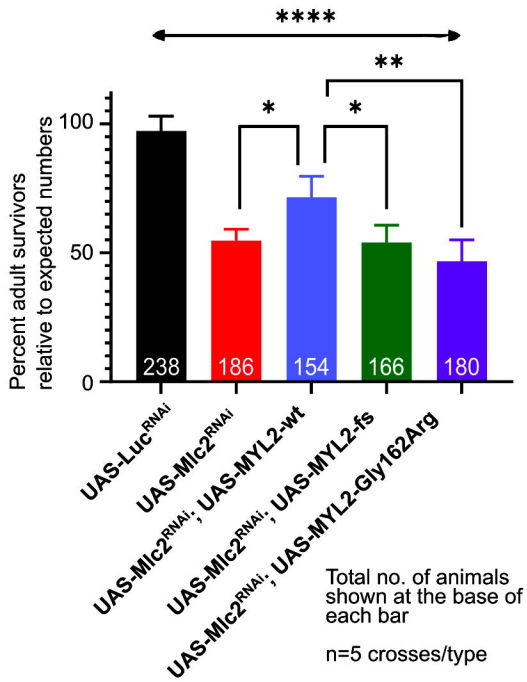 ****
**
*
*
Percent adult survivors
relative to expected numbers
100
50
0
238
186
154
166
180
UAS-Luc^RNAi
UAS-Mlc2^RNAi
UAS-Mlc2^RNAi; UAS-MYL2-wt
UAS-Mlc2^RNAi; UAS-MYL2-fs
UAS-Mlc2^RNAi; UAS-MYL2-Gly162Arg
Total no. of animals
shown at the base of
each bar
n=5 crosses/type